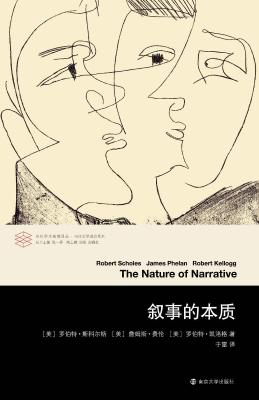 Robert Scholes James Phelan Robert Kellogg
The Nature of Narrative
叙事的本质
[美] 罗伯特·斯科尔斯 [美] 詹姆斯·费伦 [美] 罗伯特·凯洛格 著
于雷 译
南京大学出版社